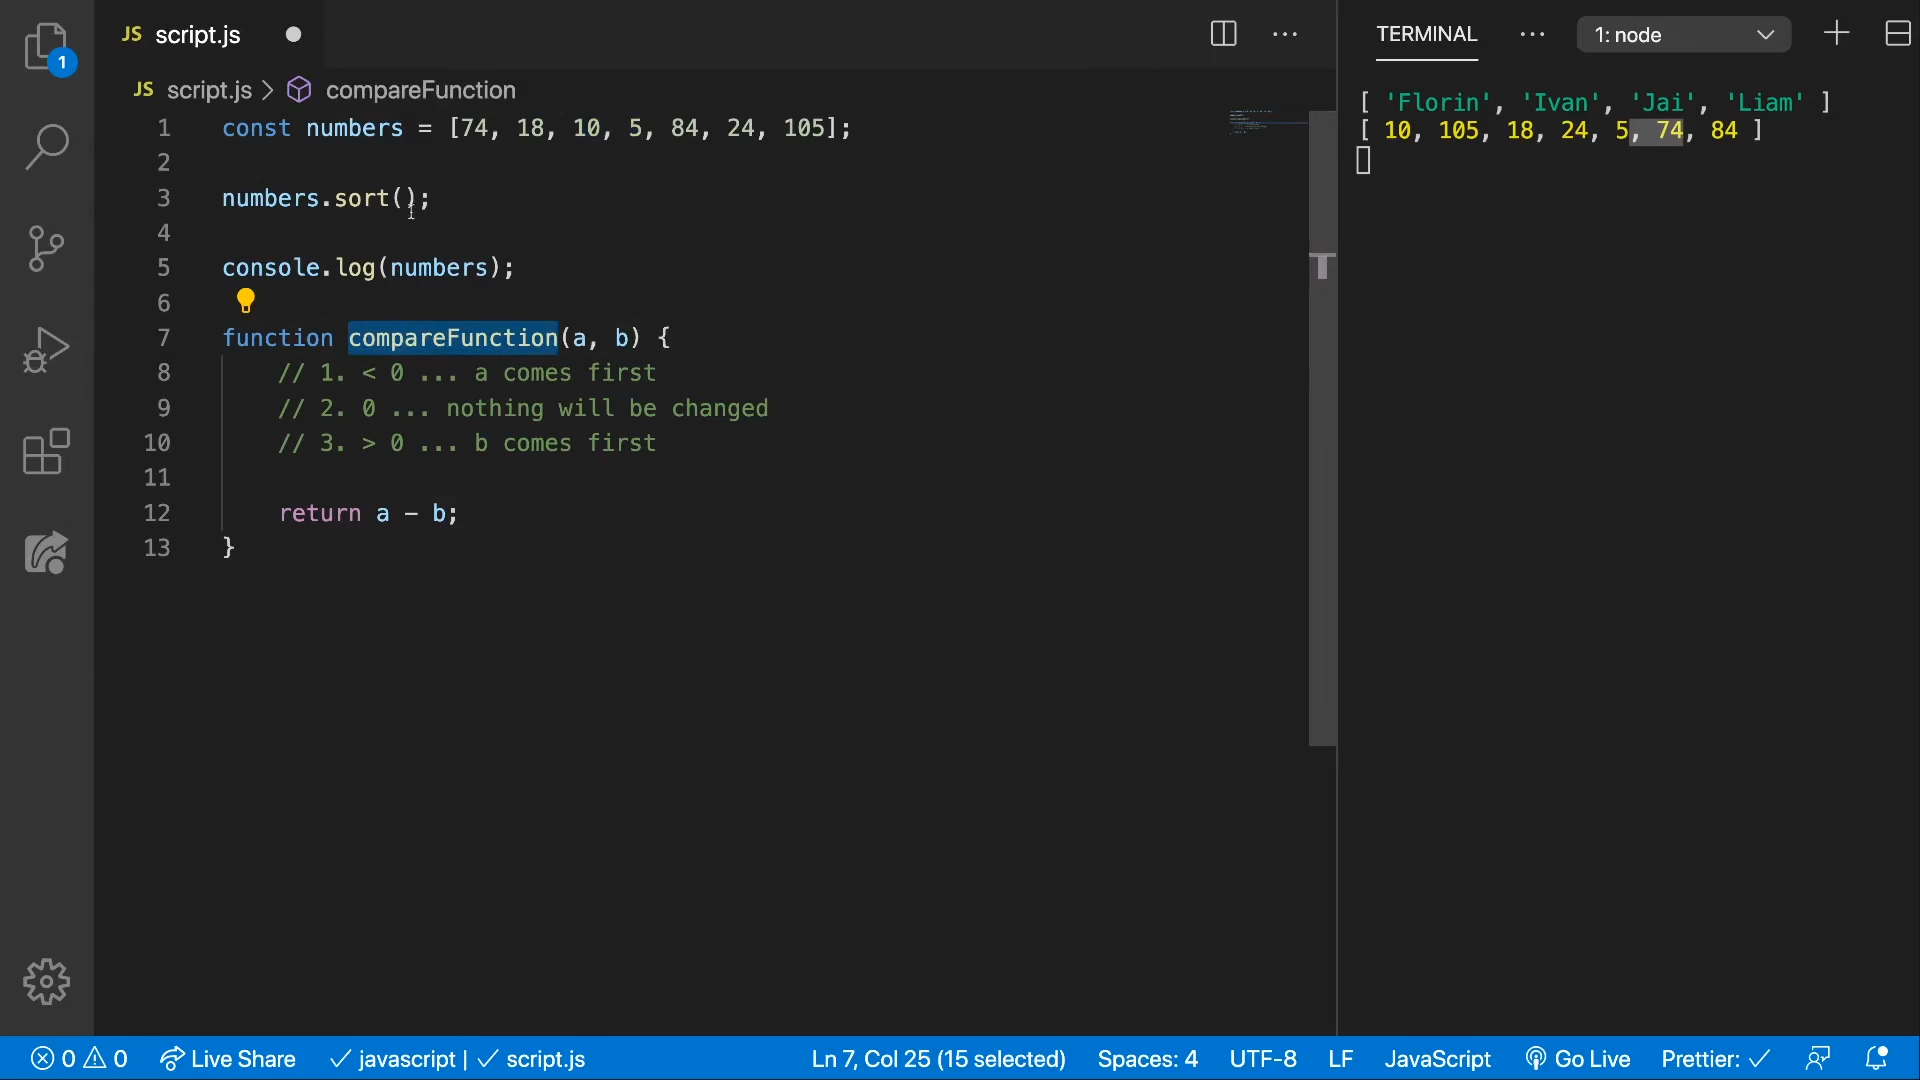 JS script.js
JS script.js > compareFunction
1 const numbers = [74, 18, 10, 5, 84, 24, 105];
2
3 numbers.sort();
4
5 console.log(numbers);
6
7 function compareFunction(a, b) {
8 // 1. < 0 ... a comes first
9 // 2. 0 ... nothing will be changed
10 // 3. > 0 ... b comes first
11
12 return a - b;
13 }
TERMINAL ... 1: node
[ 'Florin', 'Ivan', 'Jai', 'Liam' ]
[ 10, 105, 18, 24, 5, 74, 84 ]
1
0 0 Live Share ✓ javascript | ✓ script.js Ln 7, Col 25 (15 selected) Spaces: 4 UTF-8 LF JavaScript Go Live Prettier: ✓